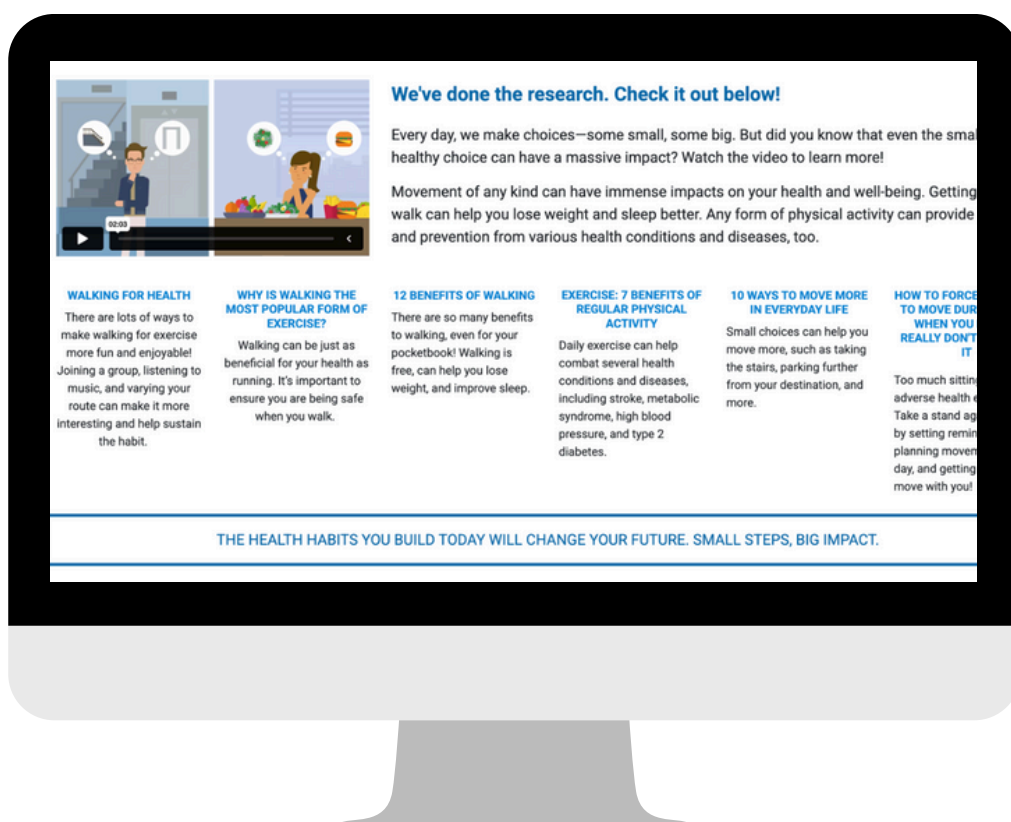 We've done the research. Check it out below!
Every day, we make choices—some small, some big. But did you know that even the
healthy choice can have a massive impact? Watch the video to learn more!
Movement of any kind can have immense impacts on your health and well-being. Getting
walk can help you lose weight and sleep better. Any form of physical activity can provide
and prevention from various health conditions and diseases, too.
02:03
WALKING FOR HEALTH
There are lots of ways to
make walking for exercise
more fun and enjoyable!
Joining a group, listening to
music, and varying your
route can make it more
interesting and help sustain
the habit.
WHY IS WALKING THE
MOST POPULAR FORM OF
EXERCISE?
Walking can be just as
beneficial for your health as
running. It's important to
ensure you are being safe
when you walk.
12 BENEFITS OF WALKING
There are so many benefits
to walking, even for your
pocketbook! Walking is
free, can help you lose
weight, and improve sleep.
EXERCISE: 7 BENEFITS OF
REGULAR PHYSICAL
ACTIVITY
Daily exercise can help
combat several health
conditions and diseases,
including stroke, metabolic
syndrome, high blood
pressure, and type 2
diabetes.
10 WAYS TO MOVE MORE
IN EVERYDAY LIFE
Small choices can help you
move more, such as taking
the stairs, parking further
from your destination, and
more.
HOW TO FORCE
TO MOVE
WHEN YOU
REALLY DON'T
IT
Too much
adverse health
Take a stand
by setting
planning
day, and getting
move with you!
THE HEALTH HABITS YOU BUILD TODAY WILL CHANGE YOUR FUTURE. SMALL STEPS, BIG IMPACT.